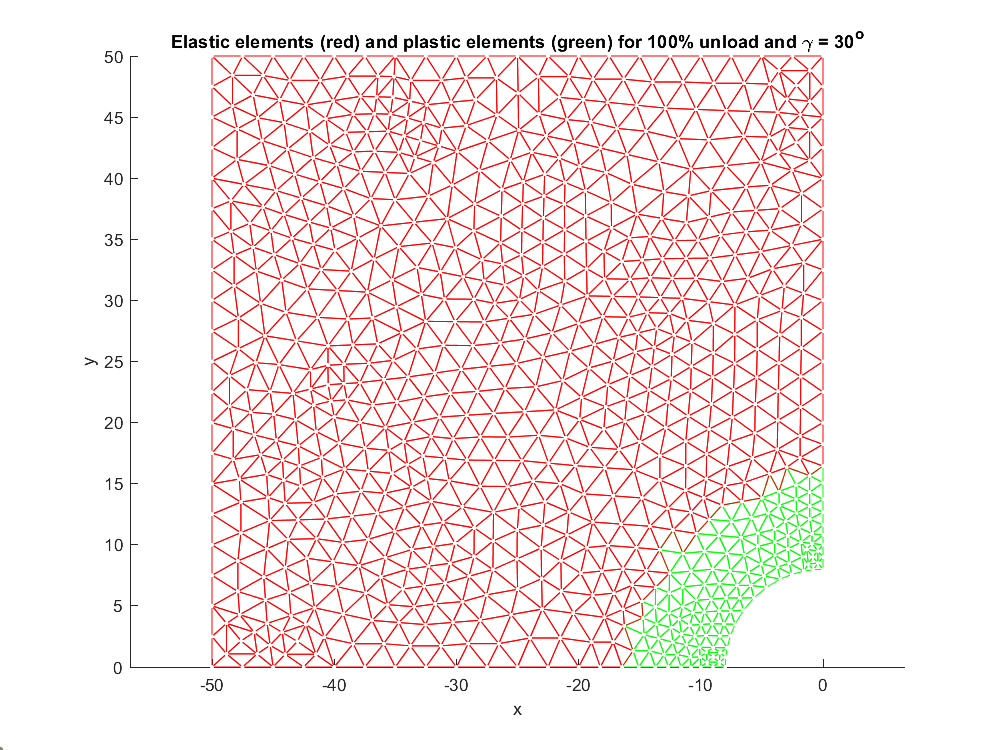 Elastic elements (red) and plastic elements (green) for 100% unload and γ = 30°
50
45
40
35
30
25
20
15
10
5
0
y
-50 -40 -30 -20 -10 0
x